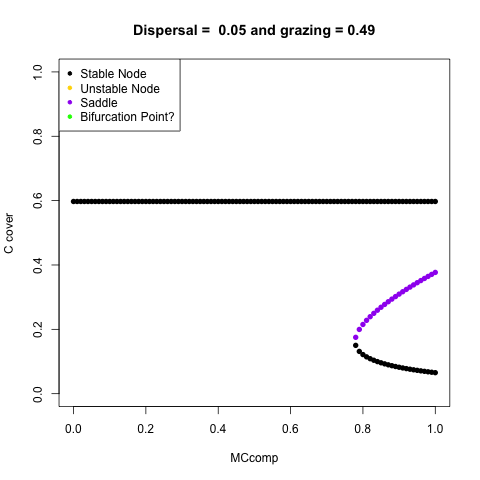 Dispersal =  0.05 and grazing = 0.49
Stable Node
Unstable Node
Saddle
Bifurcation Point?
1.0
0.8
0.6
0.4
0.2
0.0
C cover
0.0 0.2 0.4 0.6 0.8 1.0
MCcomp